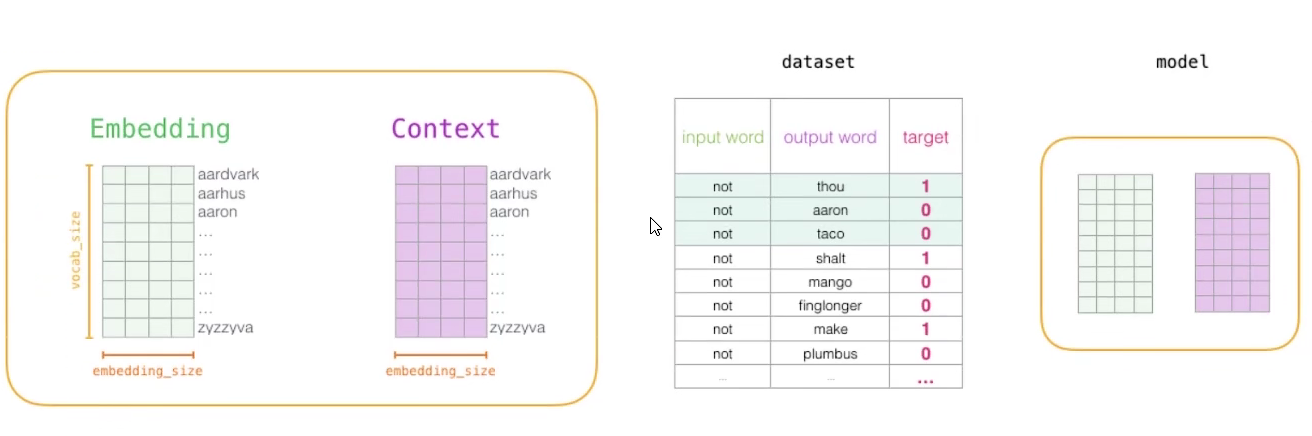 dataset
model
Embedding
Context
vocab_size
aardvark
aarhus
aaron
...
...
...
...
...
zyzzyva
embedding_size
aardvark
aarhus
aaron
...
...
...
...
...
zyzzyva
embedding_size
input word output word target
not thou 1
not aaron 0
not taco 0
not shalt 1
not mango 0
not finglonger 0
not make 1
not plumbus 0
... ... ...